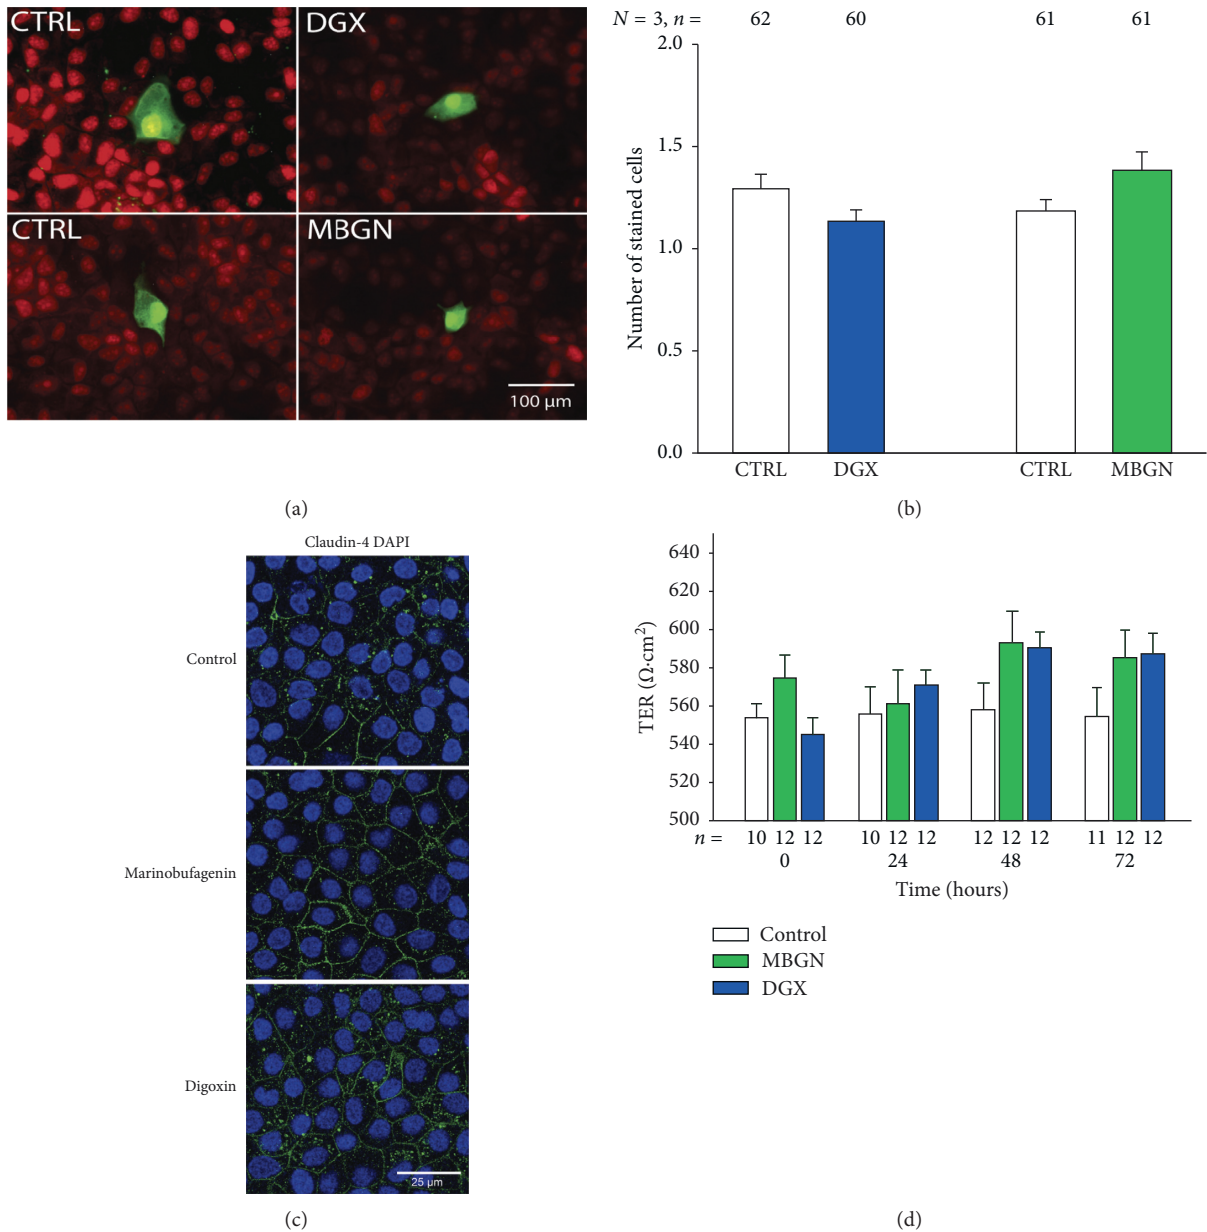 CTRL
DGX
CTRL
MBGN
100 µm
(a)
N = 3, n = 62 60 61 61
2.0
1.5
1.0
0.5
0.0
Number of stained cells
CTRL DGX CTRL MBGN
(b)
Claudin-4 DAPI
Control
Marinobufagenin
Digoxin
25 µm
(c)
640
620
600
580
560
540
520
500
TER (Ω·cm²)
n = 10 12 12 10 12 12 12 12 12 11 12 12
0 24 48 72
Time (hours)
Control
MBGN
DGX
(d)